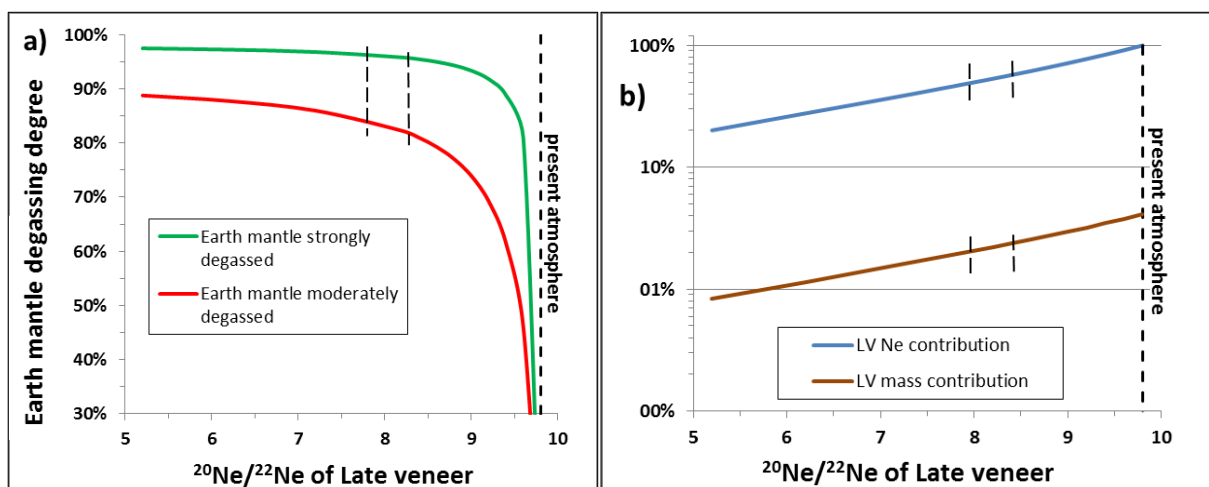 a)
Earth mantle degassing degree
100%
90%
80%
70%
60%
50%
40%
30%
Earth mantle strongly
degassed
Earth mantle moderately
degassed
present atmosphere
5 6 7 8 9 10
²⁰Ne/²²Ne of Late veneer
b)
100%
10%
01%
00%
LV Ne contribution
LV mass contribution
present atmosphere
5 6 7 8 9 10
²⁰Ne/²²Ne of Late veneer